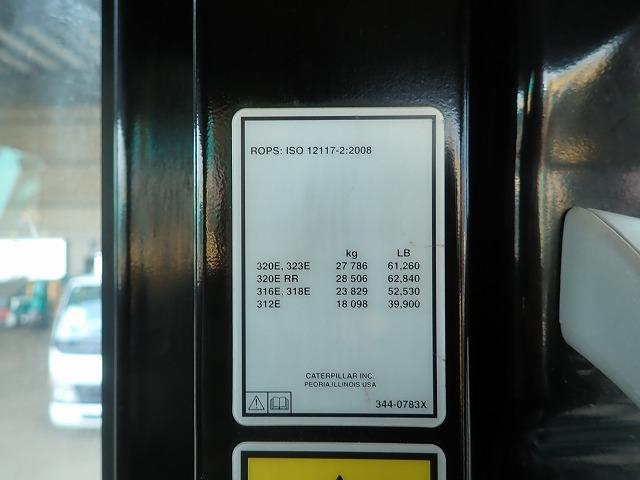 ROPS: ISO 12117-2:2008
kg LB
320E, 323E 27 786 61,260
320E RR 28 506 62,840
316E, 318E 23 829 52,530
312E 18 098 39,900
CATERPILLAR INC.
PEORIA,ILLINOIS USA
344-0783X